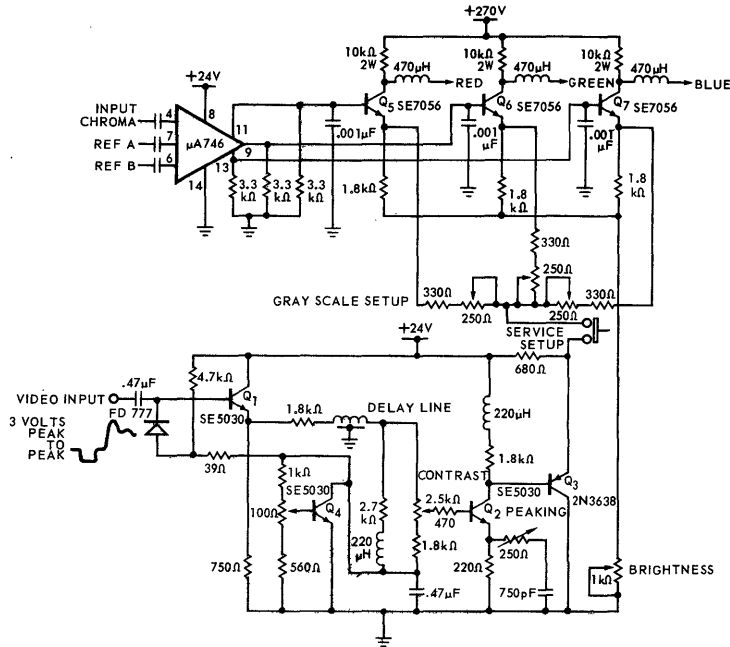 +270V
10kΩ
2W
470μH
RED
10kΩ
2W
470μH
GREEN
10kΩ
2W
470μH
BLUE
+24V
Q5 SE7056
Q6 SE7056
Q7 SE7056
INPUT
CHROMA
4
8
11
REF A
7
μA746
9
REF B
6
13
14
.001μF
.001
μF
.001
μF
3.3
kΩ
3.3
kΩ
3.3
kΩ
1.8kΩ
1.8
kΩ
1.8
kΩ
330Ω
250Ω
GRAY SCALE SETUP
330Ω
250Ω
250Ω
330Ω
SERVICE
SETUP
+24V
680Ω
VIDEO INPUT
.47μF
4.7kΩ
Q1
SE5030
FD 777
3 VOLTS
PEAK
TO
PEAK
1.8kΩ
DELAY LINE
220μH
1.8kΩ
39Ω
1kΩ
SE5030
Q4
100Ω
2.7
kΩ
CONTRAST
2.5kΩ
470
SE5030
Q2 PEAKING
Q3
2N3638
220
μH
1.8kΩ
250Ω
750Ω
560Ω
220Ω
.47μF
750pF
1kΩ
BRIGHTNESS